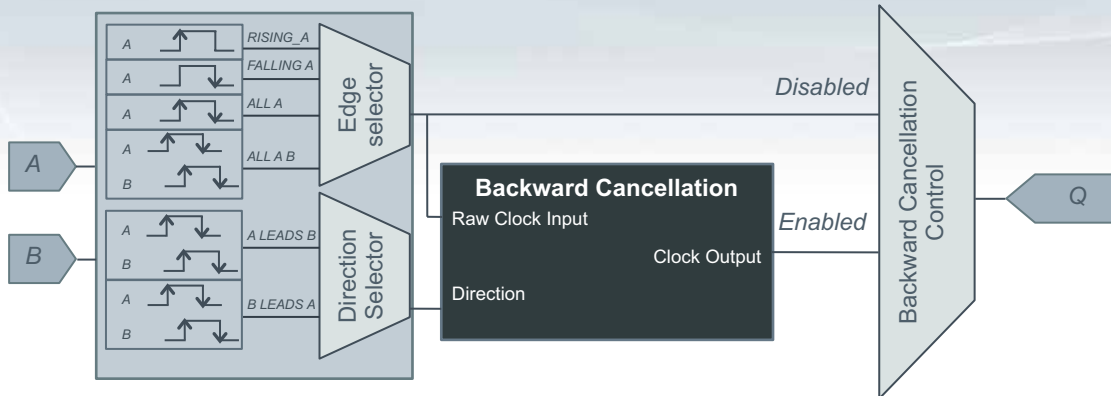 A
RISING_A
A
FALLING A
A
ALL A
A
B
ALL A B
Edge
selector
A
B
A
B
A LEADS B
A
B
B LEADS A
Direction
Selector
Disabled
Backward Cancellation
Raw Clock Input
Clock Output
Direction
Enabled
Backward Cancellation
Control
Q